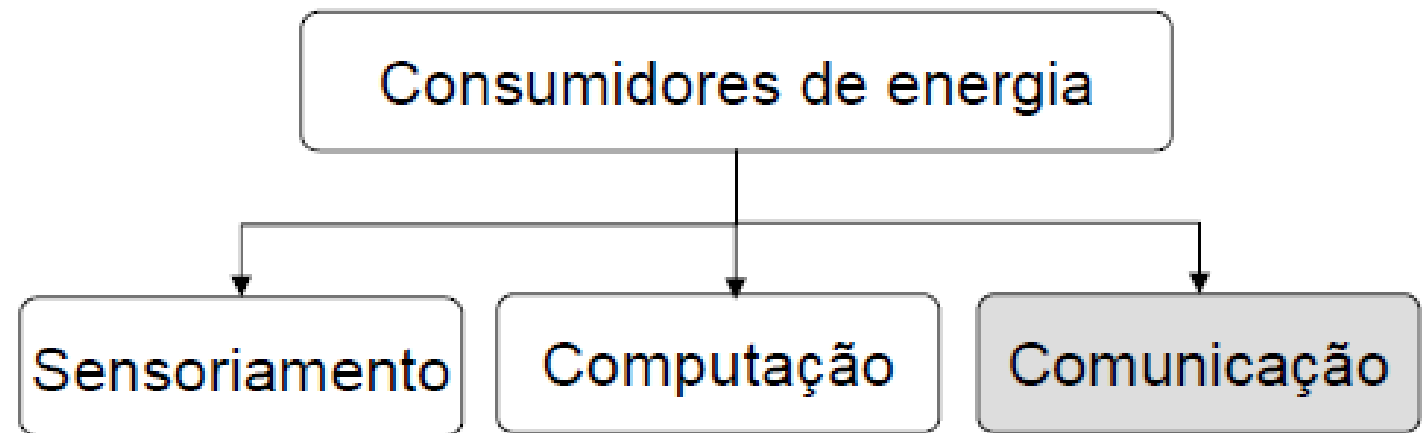 Consumidores de energia
Sensoriamento
Computação
Comunicação